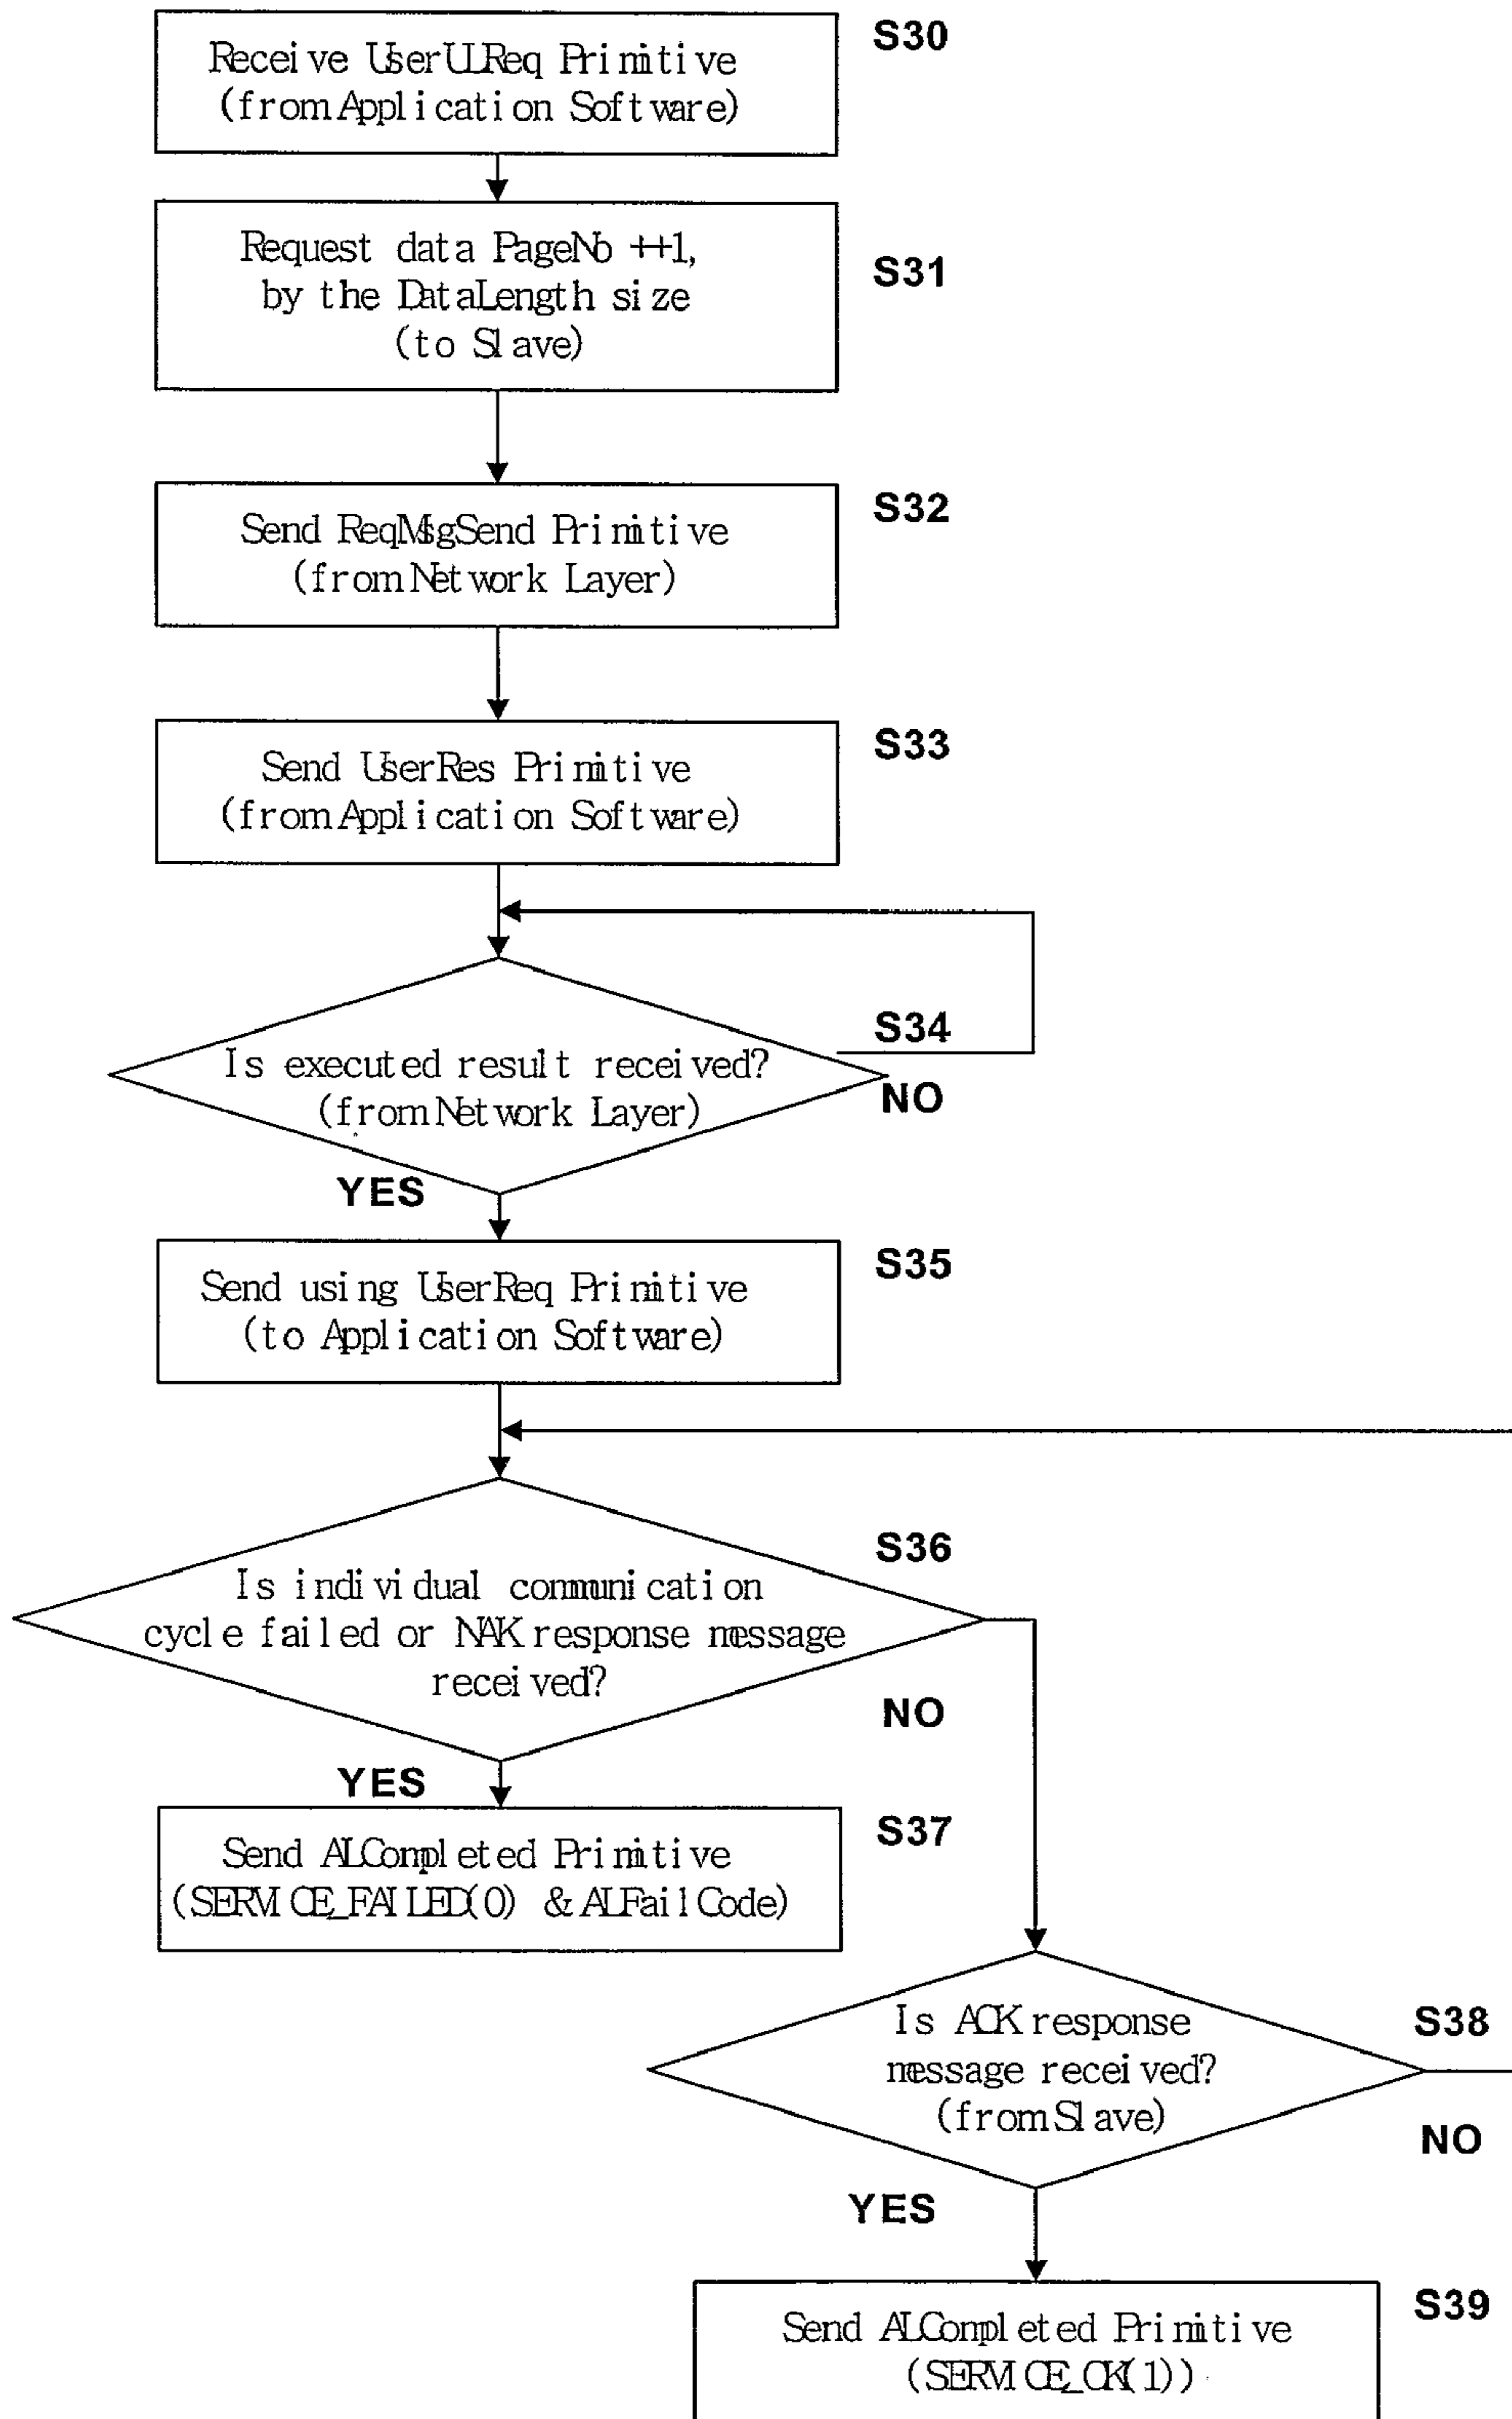 S30
Receive UserULReq Primitive
(from Application Software)
Request data PageNo ++1,
by the DataLength size
(to Slave)
S31
Send ReqMsgSend Primitive
(from Network Layer)
S32
Send UserRes Primitive
(from Application Software)
S33
S34
Is executed result received?
(from Network Layer)
NO
YES
Send using UserReq Primitive
(to Application Software)
S35
S36
Is individual communication
cycle failed or NAK response message
received?
NO
YES
Send ALCompleted Primitive
(SERVICE_FAILED(0) & ALFailCode)
S37
Is ACK response
message received?
(from Slave)
S38
NO
YES
Send ALCompleted Primitive
(SERVICE_OK(1))
S39